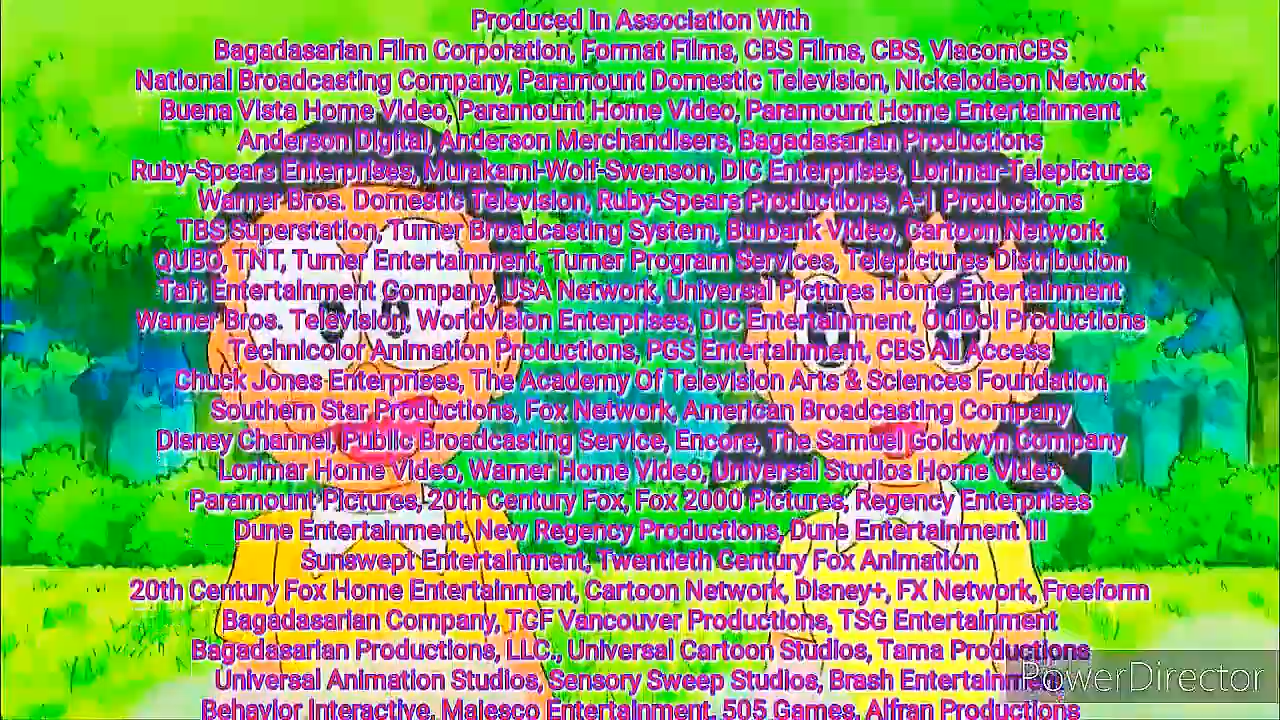 Produced In Association With
Bagadasarian Film Corporation, Format Films, CBS Films, CBS, ViacomCBS
National Broadcasting Company, Paramount Domestic Television, Nickelodeon Network
Buena Vista Home Video, Paramount Home Video, Paramount Home Entertainment
Anderson Digital, Anderson Merchandisers, Bagadasarian Productions
Ruby-Spears Enterprises, Murakami-Wolf-Swenson, DIC Enterprises, Lorimar-Telepictures
Warner Bros. Domestic Television, Ruby-Spears Productions, A-1 Productions
TBS Superstation, Turner Broadcasting System, Burbank Video, Cartoon Network
QUBO, TNT, Turner Entertainment, Turner Program Services, Telepictures Distribution
Taft Entertainment Company, USA Network, Universal Pictures Home Entertainment
Warner Bros. Television, Worldvision Enterprises, DIC Entertainment, OuiDo! Productions
Technicolor Animation Productions, PGS Entertainment, CBS All Access
Chuck Jones Enterprises, The Academy Of Television Arts & Sciences Foundation
Southern Star Productions, Fox Network, American Broadcasting Company
Disney Channel, Public Broadcasting Service, Encore, The Samuel Goldwyn Company
Lorimar Home Video, Warner Home Video, Universal Studios Home Video
Paramount Pictures, 20th Century Fox, Fox 2000 Pictures, Regency Enterprises
Dune Entertainment, New Regency Productions, Dune Entertainment III
Sunswept Entertainment, Twentieth Century Fox Animation
20th Century Fox Home Entertainment, Cartoon Network, Disney+, FX Network, Freeform
Bagadasarian Company, TCF Vancouver Productions, TSG Entertainment
Bagadasarian Productions, LLC., Universal Cartoon Studios, Tama Productions
Universal Animation Studios, Sensory Sweep Studios, Brash Entertainment
PowerDirector
Behavior Interactive, Majesco Entertainment, 505 Games, Alfran Productions